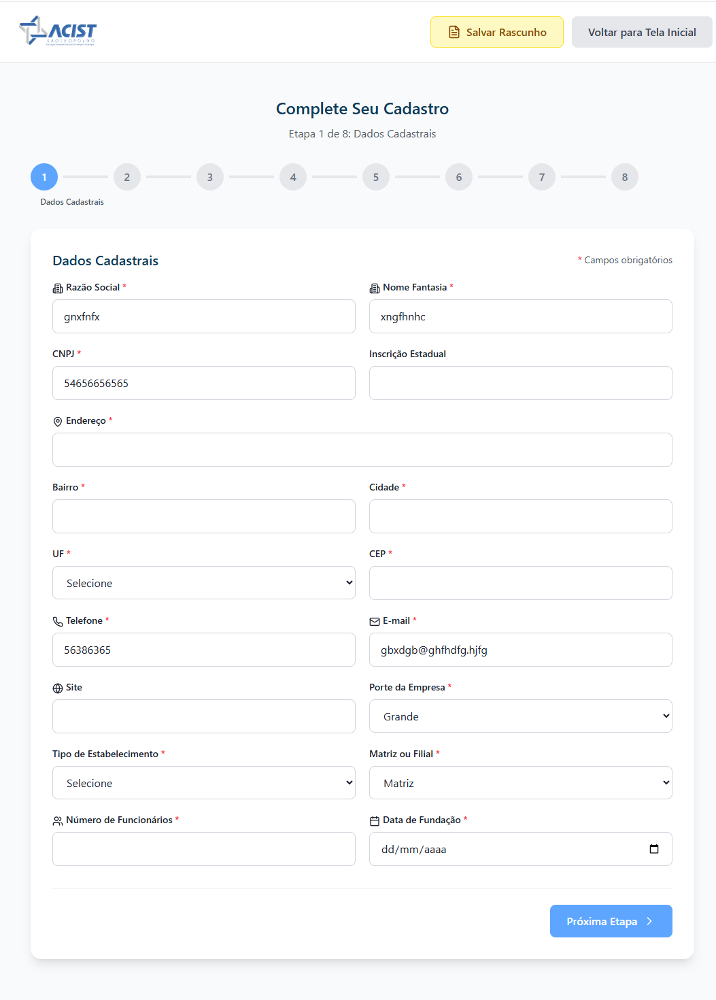 ACIST
SÃO LEOPOLDO
Salvar Rascunho
Voltar para Tela Inicial
Complete Seu Cadastro
Etapa 1 de 8: Dados Cadastrais
1 2 3 4 5 6 7 8
Dados Cadastrais
Dados Cadastrais
* Campos obrigatórios
Razão Social *
Nome Fantasia *
gnxfnfx
xngfhnhc
CNPJ *
Inscrição Estadual
54656656565
Endereço *
Bairro *
Cidade *
UF *
CEP *
Selecione
Telefone *
E-mail *
56386365
gbxdgb@ghfhdfg.hjfg
Site
Porte da Empresa *
Grande
Tipo de Estabelecimento *
Matriz ou Filial *
Selecione
Matriz
Número de Funcionários *
Data de Fundação *
dd/mm/aaaa
Próxima Etapa